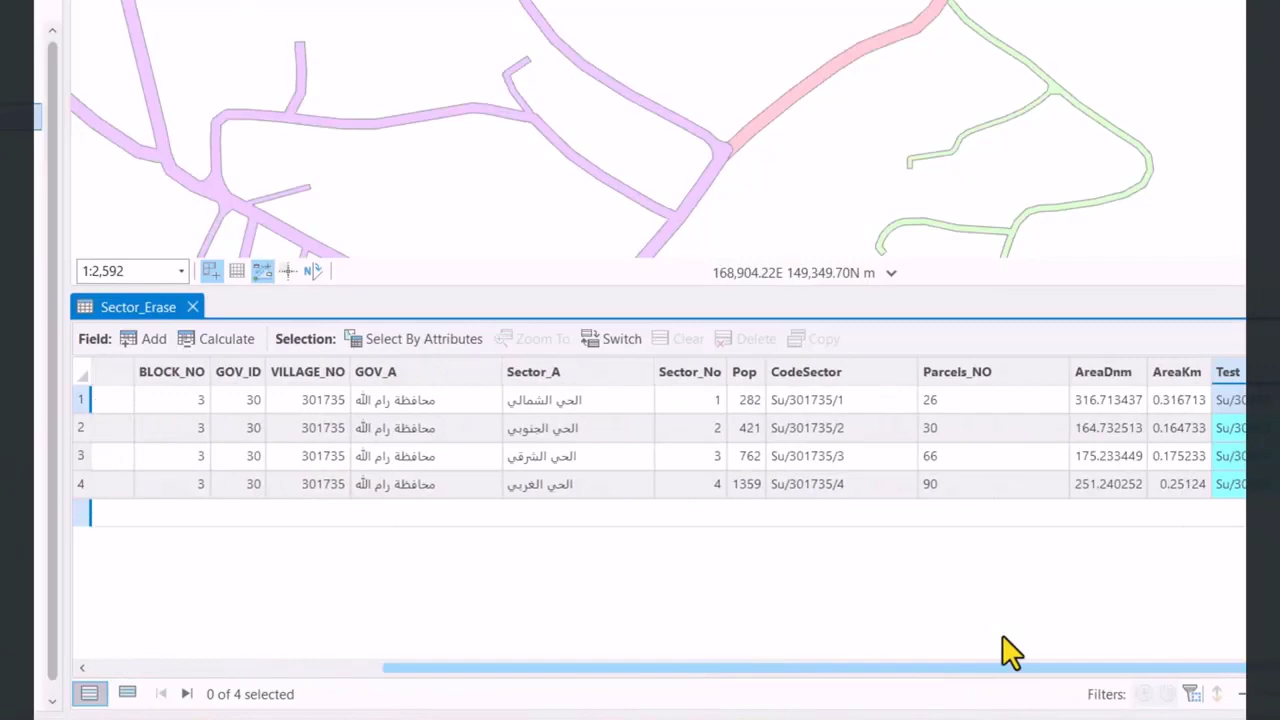 1:2,592 168,904.22E 149,349.70N m
Sector_Erase
Field: Add Calculate Selection: Select By Attributes Zoom To Switch Clear Delete Copy
BLOCK_NO GOV_ID VILLAGE_NO GOV_A Sector_A Sector_No Pop CodeSector Parcels_NO AreaDnm AreaKm Test
1 3 30 301735 محافظة رام الله الحي الشمالي 1 282 Su/301735/1 26 316.713437 0.316713
2 3 30 301735 محافظة رام الله الحي الجنوبي 2 421 Su/301735/2 30 164.732513 0.164733
3 3 30 301735 محافظة رام الله الحي الشرقي 3 762 Su/301735/3 66 175.233449 0.175233
4 3 30 301735 محافظة رام الله الحي الغربي 4 1359 Su/301735/4 90 251.240252 0.25124
0 of 4 selected Filters: